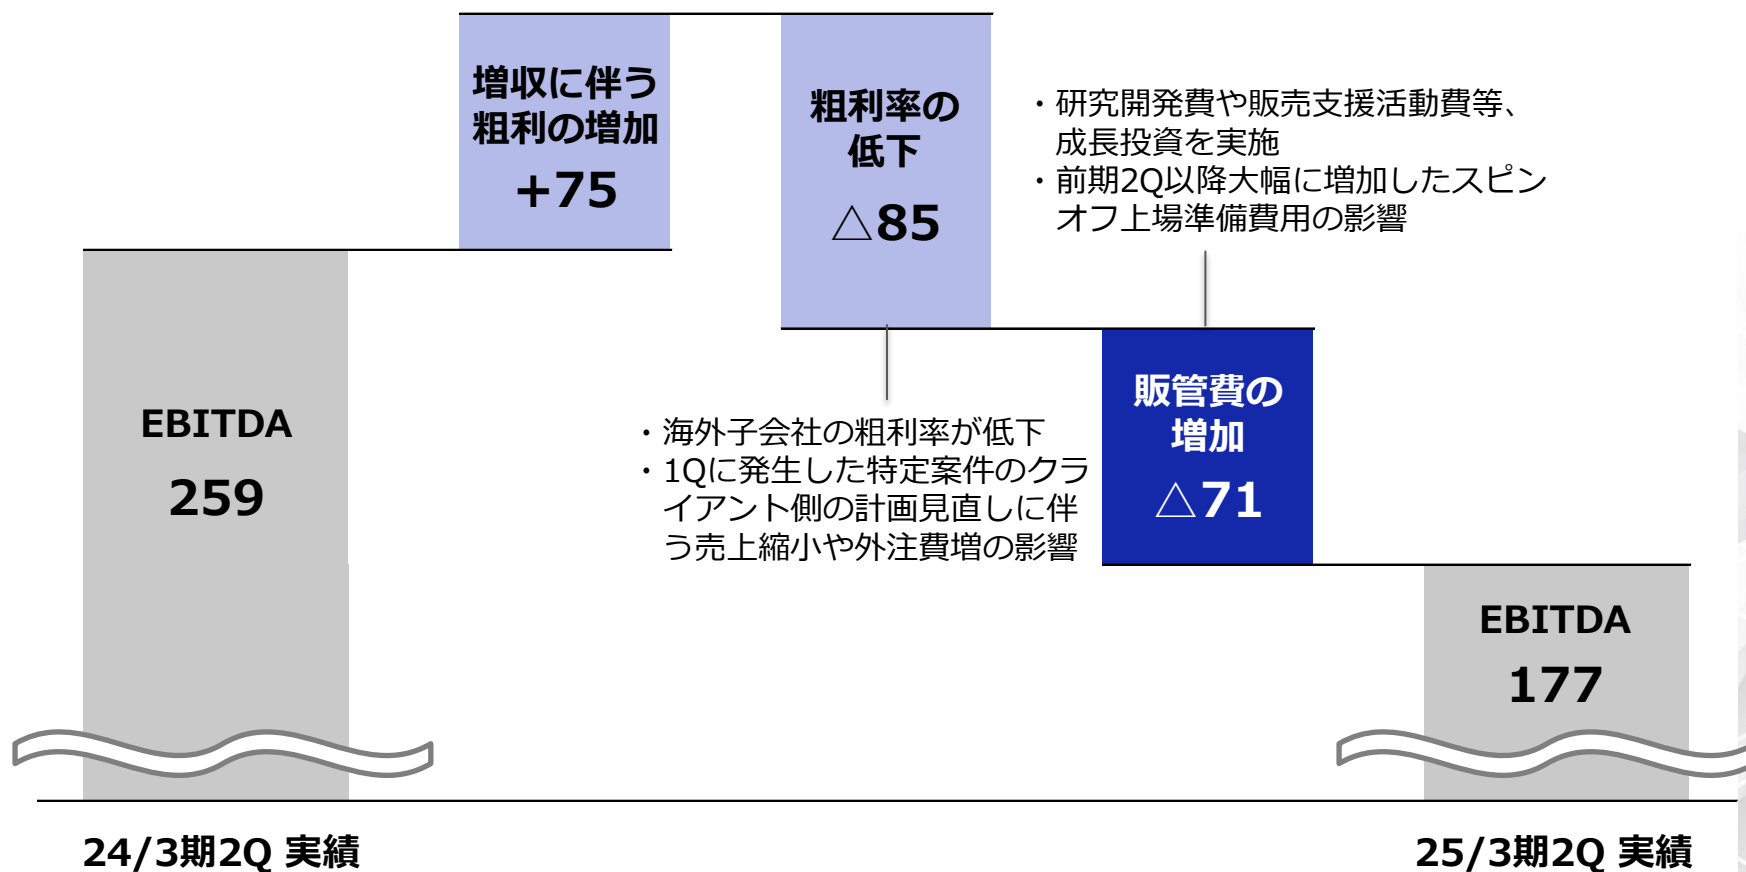 増収に伴う
粗利の増加
+75
粗利率の
低下
△85
・研究開発費や販売支援活動費等、
成長投資を実施
・前期2Q以降大幅に増加したスピン
オフ上場準備費用の影響
EBITDA
259
・海外子会社の粗利率が低下
・1Qに発生した特定案件のクラ
イアント側の計画見直しに伴
う売上縮小や外注費増の影響
販管費の
増加
△71
EBITDA
177
24/3期2Q 実績
25/3期2Q 実績